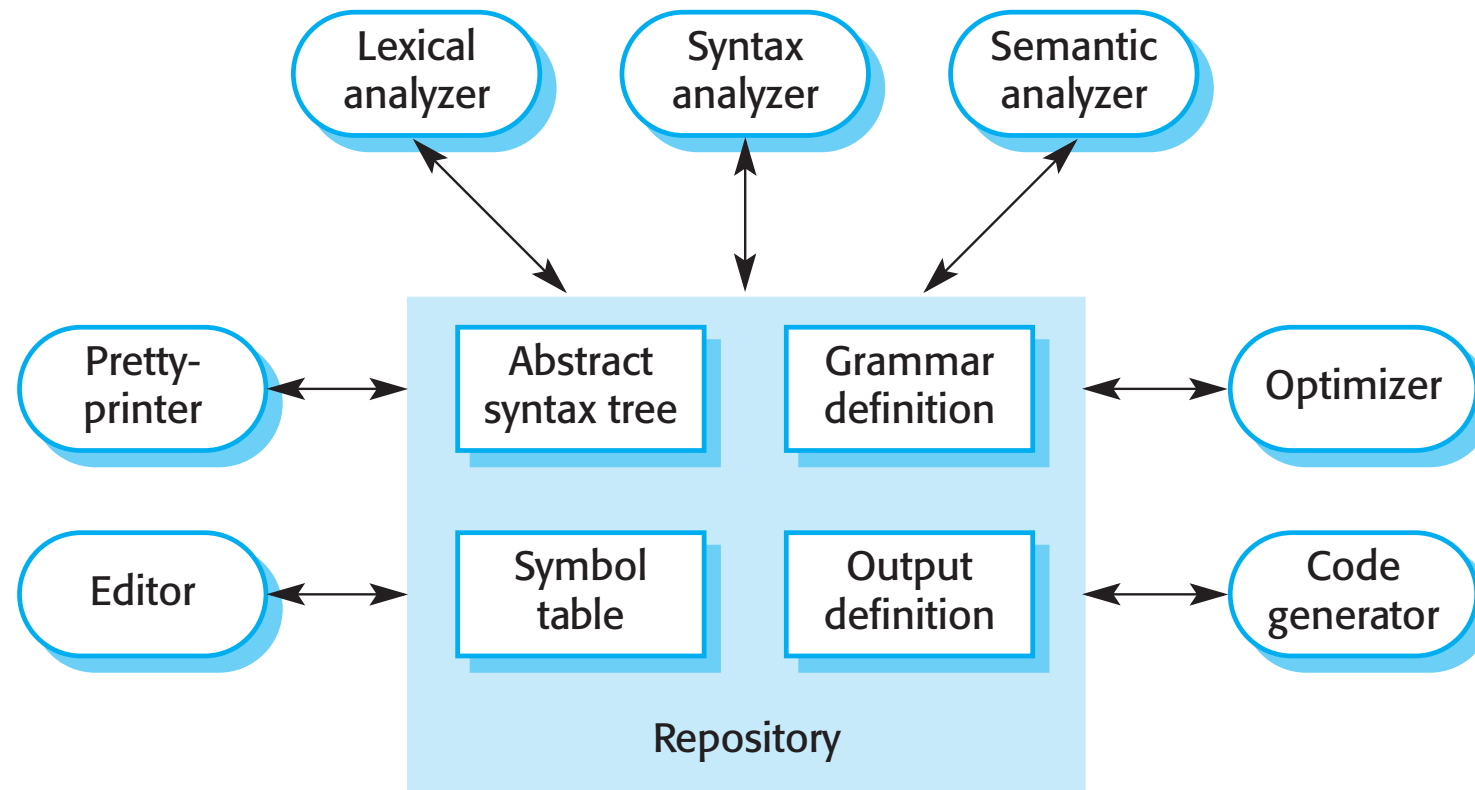 Lexical
analyzer
Syntax
analyzer
Semantic
analyzer
Pretty-
printer
Abstract
syntax tree
Grammar
definition
Optimizer
Editor
Symbol
table
Output
definition
Code
generator
Repository